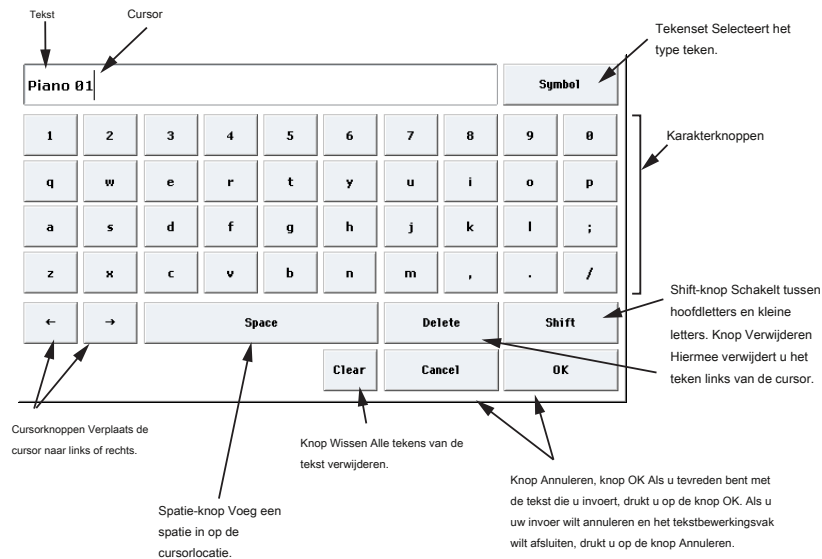 Tekst
Cursor
Tekenset Selecteert het
type teken.
Piano 01
Symbol
1 2 3 4 5 6 7 8 9 0
Karakterknoppen
q w e r t y u i o p
a s d f g h j k l ;
z x c v b n m , . /
Shift-knop Schakelt tussen
hoofdletters en kleine
letters. Knop Verwijderen
Hiermee verwijdert u het
teken links van de cursor.
← → Space Delete Shift
Clear Cancel OK
Cursorknoppen Verplaats de
cursor naar links of rechts.
Knop Wissen Alle tekens van de
tekst verwijderen.
Knop Annuleren, knop OK Als u tevreden bent met
de tekst die u invoert, drukt u op de knop OK. Als u
uw invoer wilt annuleren en het tekstbewerkingsvak
wilt afsluiten, drukt u op de knop Annuleren.
Spatie-knop Voeg een
spatie in op de
cursorlocatie.